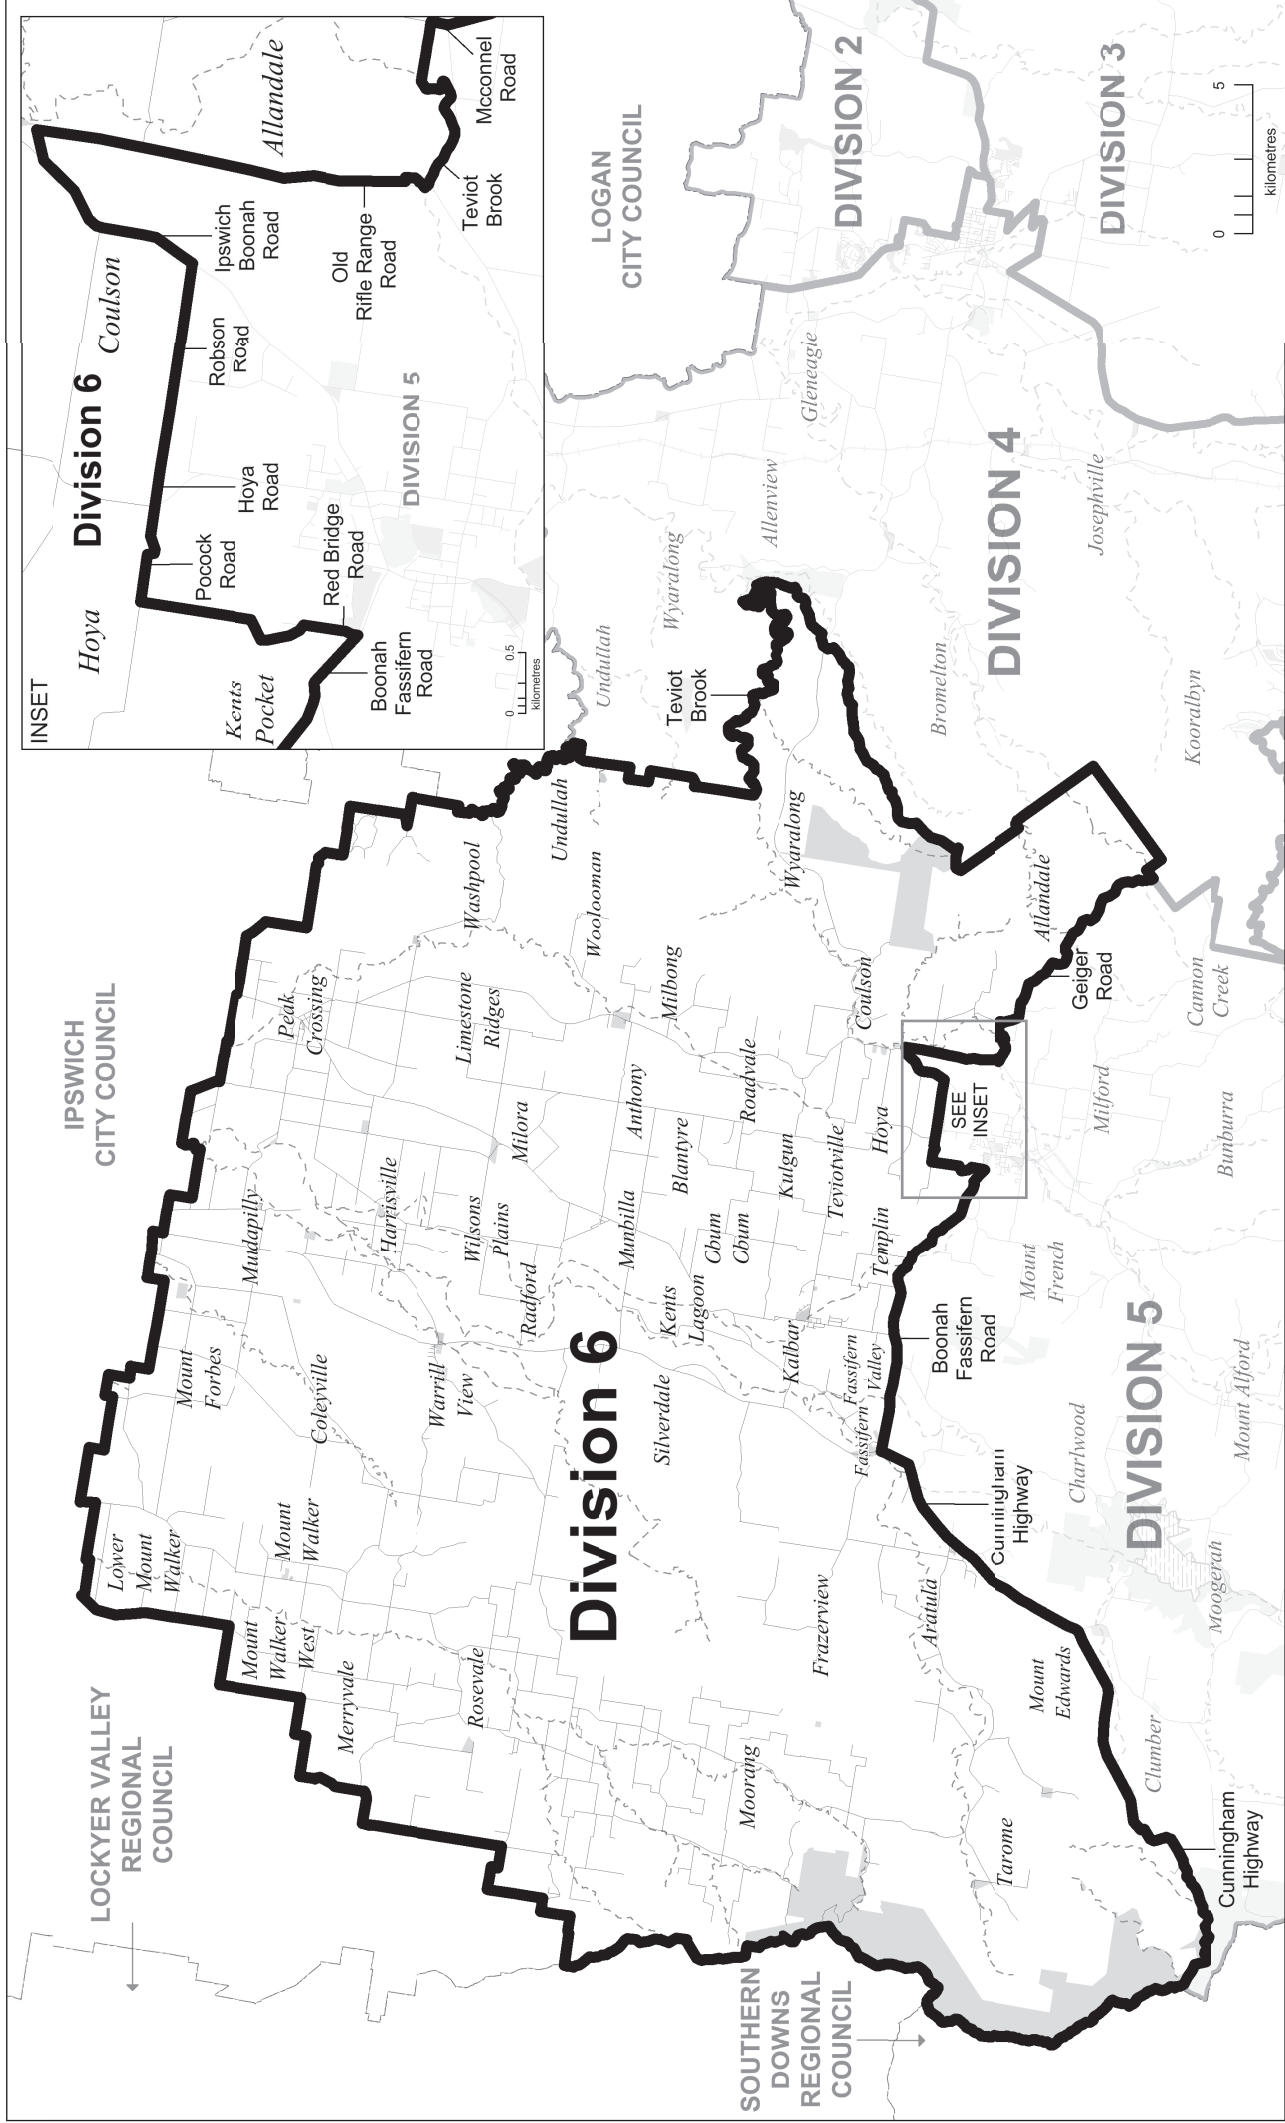 INSET
Division 6
Hoya
Coulson
Allandale
Kents
Pocket
Pocock
Road
Hoya
Road
Robson
Road
Ipswich
Boonah
Road
Old
Rifle Range
Road
Teviot
Brook
Mcconnel
Road
Red Bridge
Road
Boonah
Fassifern
Road
DIVISION 5
0
0.5
kilometres
LOCKYER VALLEY
REGIONAL
COUNCIL
IPSWICH
CITY COUNCIL
LOGAN
CITY COUNCIL
SOUTHERN
DOWNS
REGIONAL
COUNCIL
DIVISION 2
DIVISION 3
DIVISION 4
DIVISION 5
Division 6
Lower
Mount
Walker
Mount
Forbes
Mudapilly
Peak
Crossing
Mount
Walker
West
Mount
Walker
Coleyville
Merryvale
Harrisville
Washpool
Undullah
Undullah
Rosevale
Warrill
View
Wilsons
Plains
Limestone
Ridges
Radford
Milora
Woolooman
Munbilla
Anthony
Milbong
Wyaralong
Silverdale
Kents
Lagoon
Blantyre
Cbum
Cbum
Roadvale
Teviot
Brook
Allenview
Gleneagle
Moorang
Frazerview
Kalbar
Kulgun
Wyaralong
Fassifern
Fassifern
Valley
Teviotville
Coulson
Templin
Hoya
Aratula
Boonah
Fassifern
Road
SEE
INSET
Bromelton
Tarome
Mount
Edwards
Cunningham
Highway
Mount
French
Allandale
Geiger
Road
Josephville
Charlwood
Milford
Clumber
Moogerah
Mount Alford
Bunburra
Cannon
Creek
Kooralbyn
Cunningham
Highway
0
5
kilometres